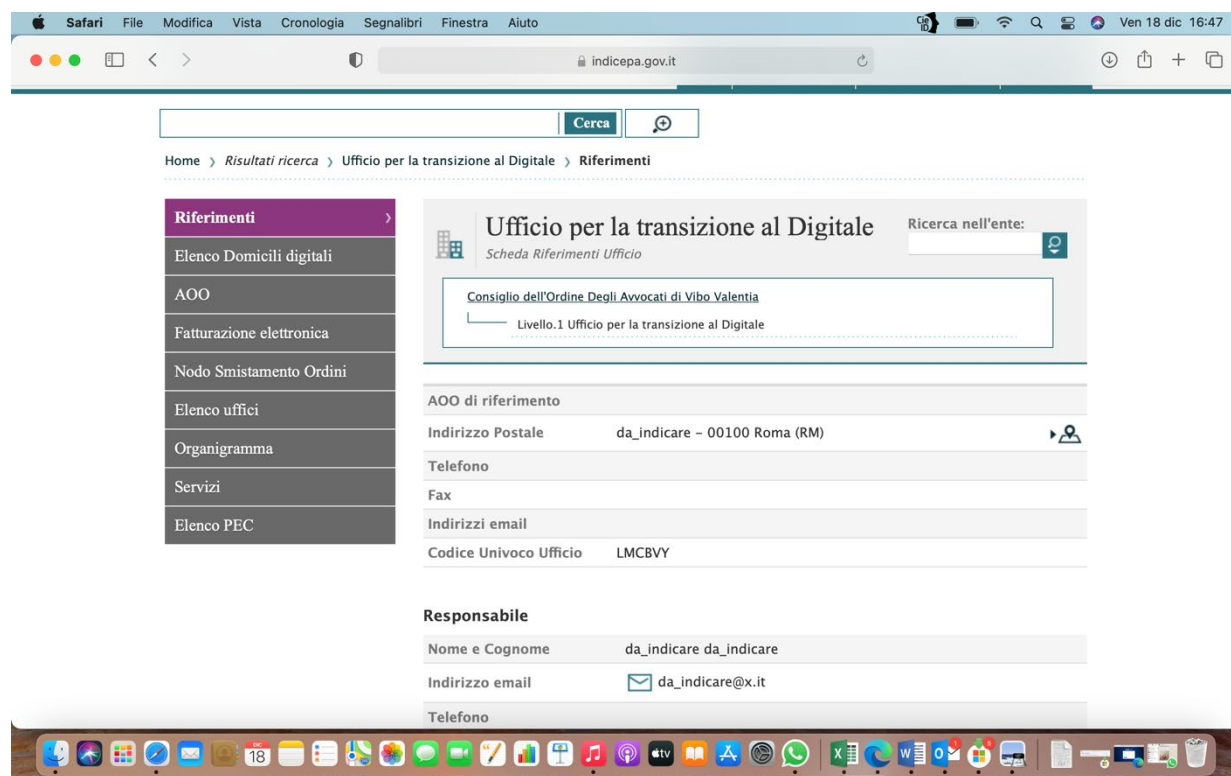 Safari File Modifica Vista Cronologia Segnalibri Finestra Aiuto Ven 18 dic 16:47
indicepa.gov.it
Cerca
Home > Risultati ricerca > Ufficio per la transizione al Digitale > Riferimenti
Riferimenti
Elenco Domicili digitali
AOO
Fatturazione elettronica
Nodo Smistamento Ordini
Elenco uffici
Organigramma
Servizi
Elenco PEC
Ufficio per la transizione al Digitale
Scheda Riferimenti Ufficio
Ricerca nell'ente:
Consiglio dell'Ordine Degli Avvocati di Vibo Valentia
Livello.1 Ufficio per la transizione al Digitale
AOO di riferimento
Indirizzo Postale da_indicare – 00100 Roma (RM)
Telefono
Fax
Indirizzi email
Codice Univoco Ufficio LMCBVY
Responsabile
Nome e Cognome da_indicare da_indicare
Indirizzo email da_indicare@x.it
Telefono
DIC
18
tv